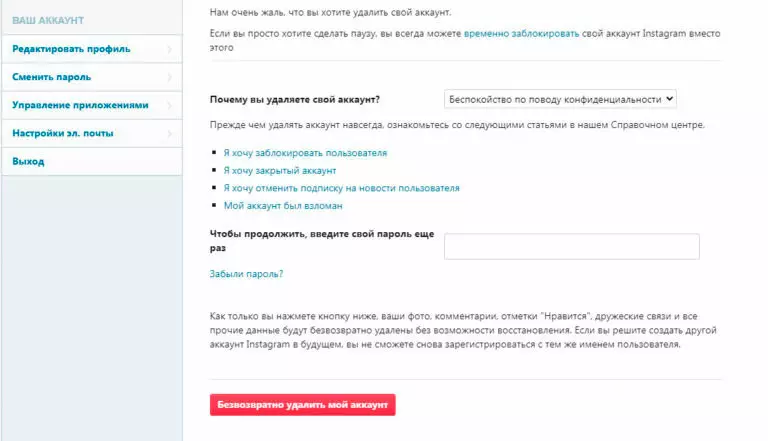 ВАШ АККАУНТ
Редактировать профиль
Сменить пароль
Управление приложениями
Настройки эл. почты
Выход
Нам очень жаль, что вы хотите удалить свой аккаунт.
Если вы просто хотите сделать паузу, вы всегда можете временно заблокировать свой аккаунт Instagram вместо
этого
Почему вы удаляете свой аккаунт?
Беспокойство по поводу конфиденциальности
Прежде чем удалять аккаунт навсегда, ознакомьтесь со следующими статьями в нашем Справочном центре.
Я хочу заблокировать пользователя
Я хочу закрытый аккаунт
Я хочу отменить подписку на новости пользователя
Мой аккаунт был взломан
Чтобы продолжить, введите свой пароль еще
раз
Забыли пароль?
Как только вы нажмете кнопку ниже, ваши фото, комментарии, отметки "Нравится", дружеские связи и все
прочие данные будут безвозвратно удалены без возможности восстановления. Если вы решите создать другой
аккаунт Instagram в будущем, вы не сможете снова зарегистрироваться с тем же именем пользователя.
Безвозвратно удалить мой аккаунт